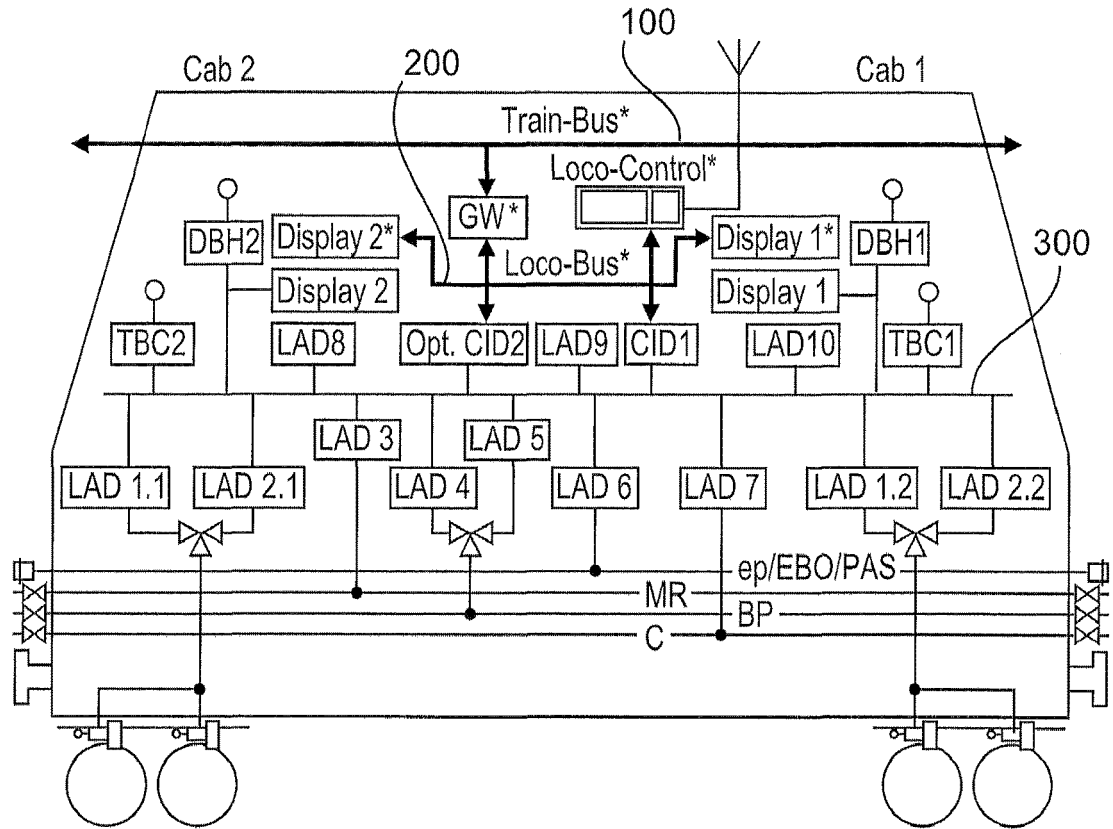 100
Cab 2
200
Cab 1
Train-Bus*
Loco-Control*
GW*
DBH2
Display 2*
Display 1*
DBH1
300
Loco-Bus*
Display 2
Display 1
TBC2
LAD8
Opt. CID2
LAD9
CID1
LAD10
TBC1
LAD 3
LAD 5
LAD 1.1
LAD 2.1
LAD 4
LAD 6
LAD 7
LAD 1.2
LAD 2.2
ep/EBO/PAS
MR
BP
C